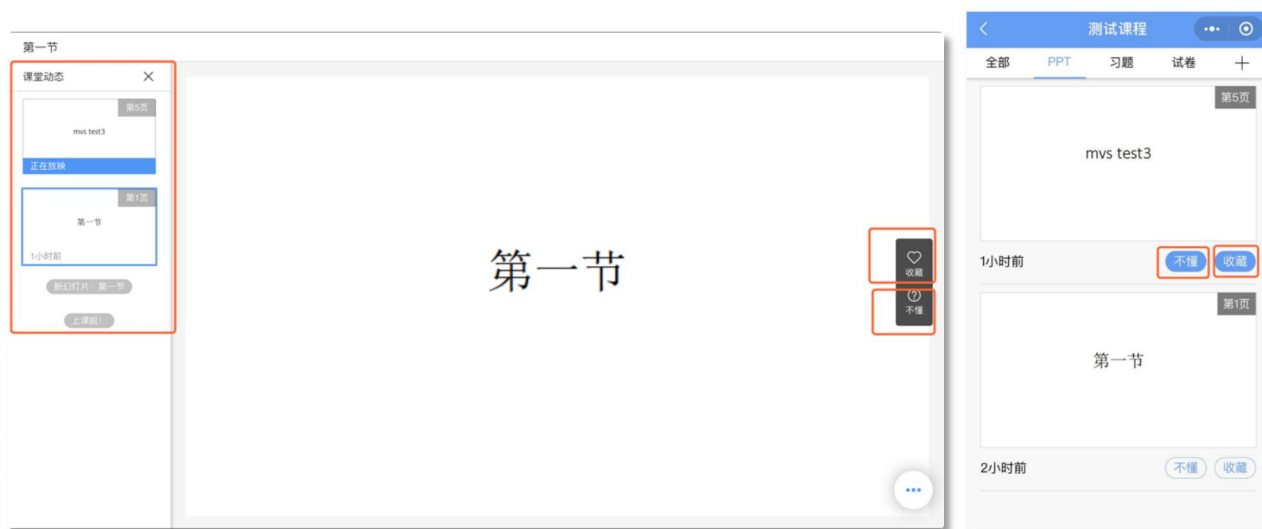 第一节
课堂动态
第5页
mvs test3
正在放映
第1页
第一节
1小时前
新幻灯片：第一节
上课啦！
第一节
收藏
不懂
测试课程
全部 PPT 习题 试卷
第5页
mvs test3
1小时前 不懂 收藏
第1页
第一节
2小时前 不懂 收藏